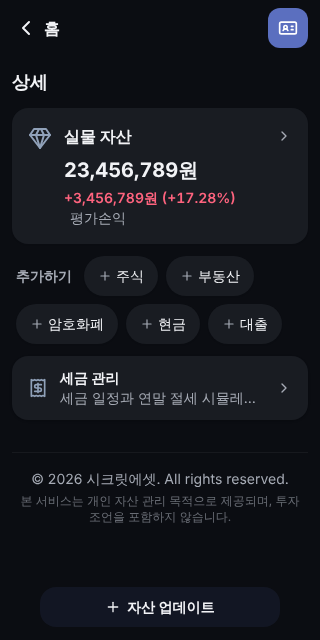 홈
상세
실물 자산
23,456,789원
+3,456,789원 (+17.28%)
평가손익
추가하기
주식
부동산
암호화폐
현금
대출
세금 관리
세금 일정과 연말 절세 시뮬레...
© 2026 시크릿에셋. All rights reserved.
본 서비스는 개인 자산 관리 목적으로 제공되며, 투자
조언을 포함하지 않습니다.
자산 업데이트